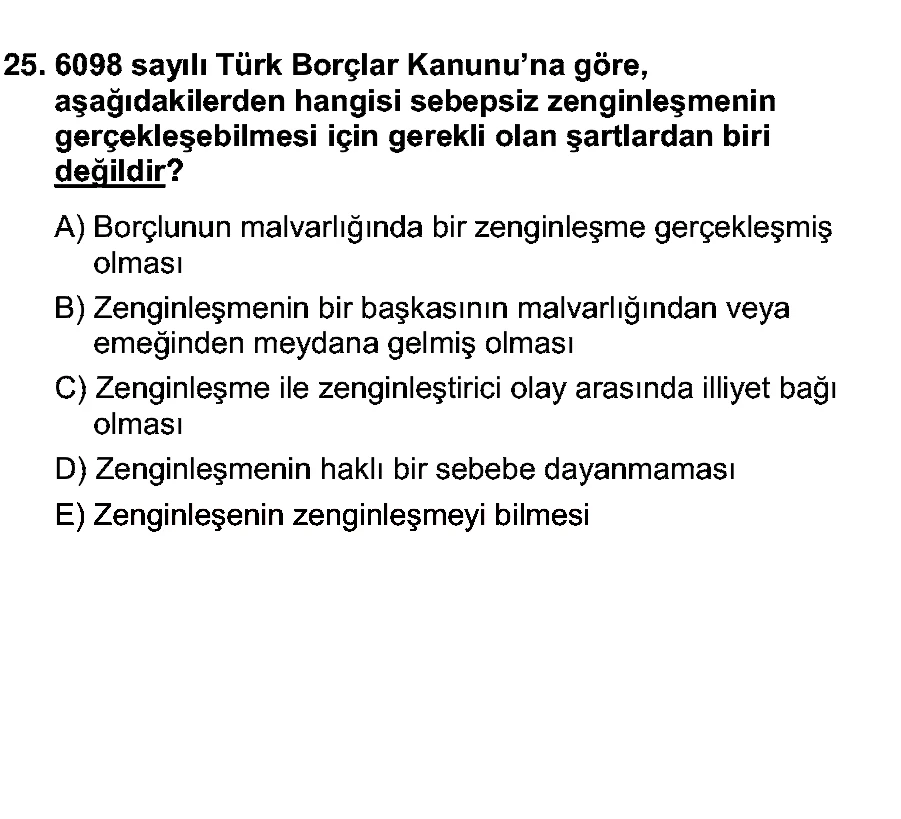 25. 6098 sayılı Türk Borçlar Kanunu’na göre,
aşağıdakilerden hangisi sebepsiz zenginleşmenin
gerçekleşebilmesi için gerekli olan şartlardan biri
değildir?
A) Borçlunun malvarlığında bir zenginleşme gerçekleşmiş
olması
B) Zenginleşmenin bir başkasının malvarlığından veya
emeğinden meydana gelmiş olması
C) Zenginleşme ile zenginleştirici olay arasında illiyet bağı
olması
D) Zenginleşmenin haklı bir sebebe dayanmaması
E) Zenginleşenin zenginleşmeyi bilmesi